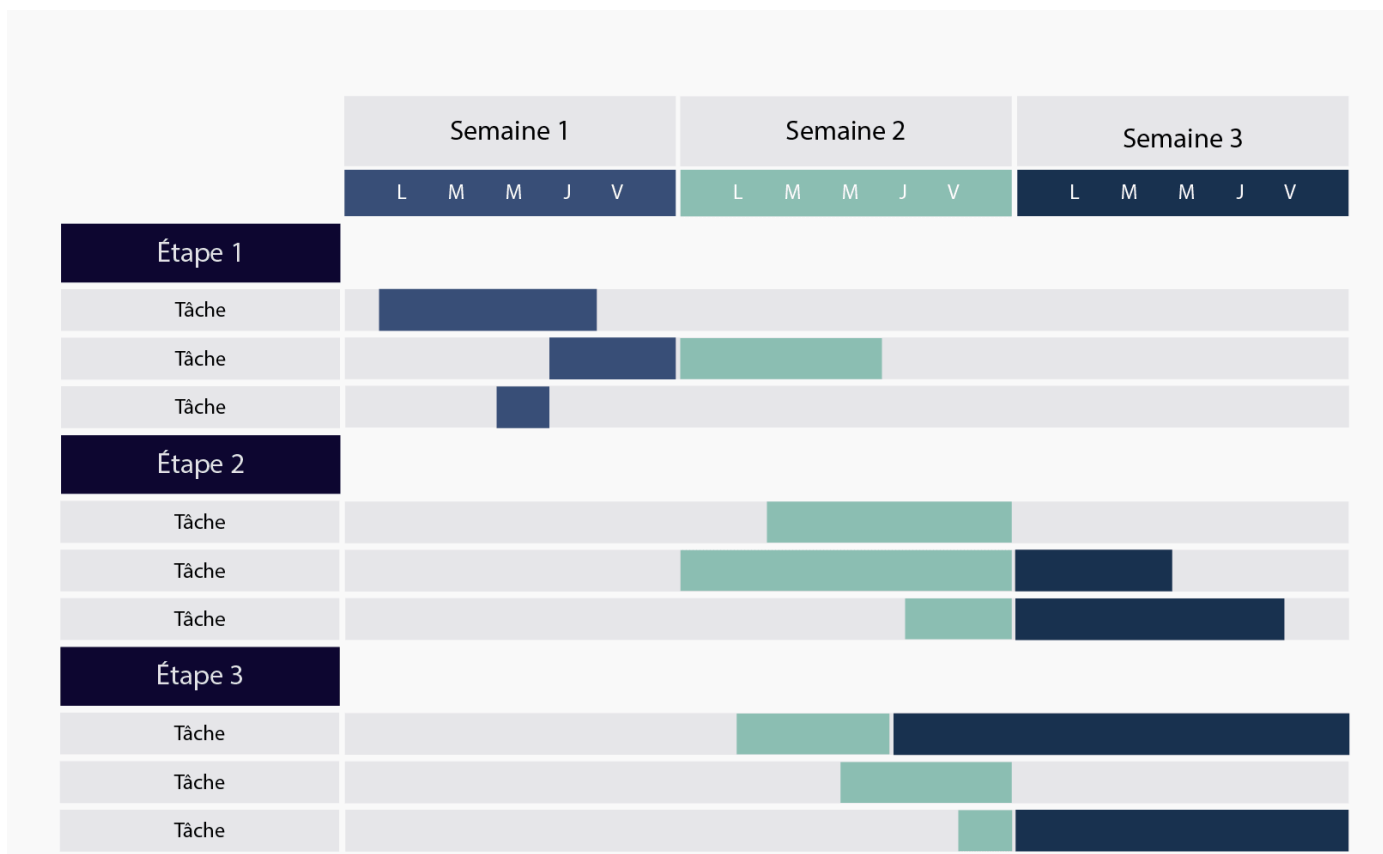 Semaine 1 Semaine 2 Semaine 3
L M M J V L M M J V L M M J V
Étape 1
Tâche
Tâche
Tâche
Étape 2
Tâche
Tâche
Tâche
Étape 3
Tâche
Tâche
Tâche